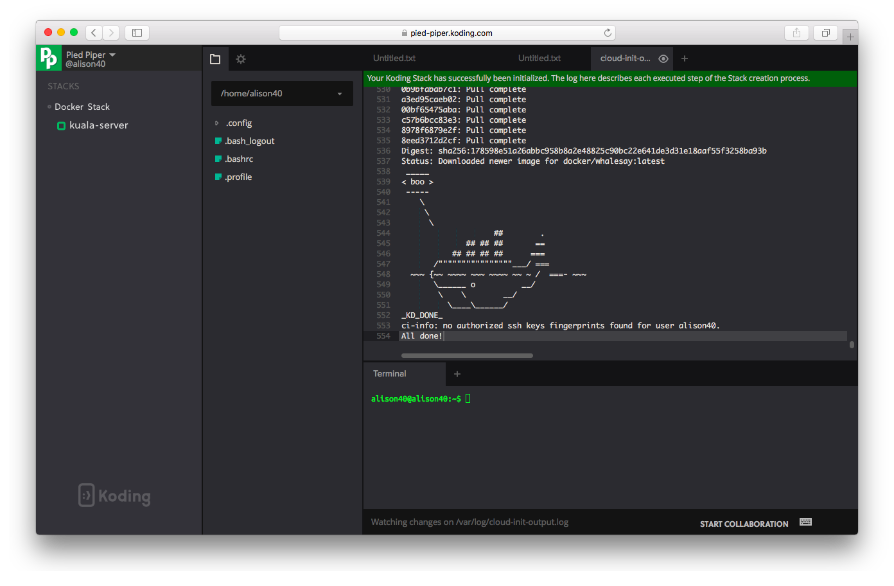 pied-piper.koding.com
Pp
Pied Piper
@alison40
STACKS
Docker Stack
kuala-server
/home/alison40
.config
.bash_logout
.bashrc
.profile
Untitled.txt
Untitled.txt
cloud-init-o...
+
Your Koding Stack has successfully been initialized. The log here describes each executed step of the Stack creation process.
530 0b9bfabab7c1: Pull complete
531 a3ed95caeb02: Pull complete
532 00bf65475aba: Pull complete
533 c57b6bcc83e3: Pull complete
534 8978f6879e2f: Pull complete
535 8eed3712d2cf: Pull complete
536 Digest: sha256:178598e51a26abbc958b8a2e48825c90bc22e641de3d31e18aaf55f3258ba93b
537 Status: Downloaded newer image for docker/whalesay:latest
538  _____
539 < boo >
540  -----
541     \
542      \
543       \
544                     ##         .
545               ## ## ##       ==
546            ## ## ## ##      ===
547        /""""""""""""""""___/ ===
548   ~~~ {~~ ~~~~ ~~~ ~~~~ ~~ ~ /  ===- ~~~
549        \______ o          __/
550         \    \        __/
551           \____\______/
552 _KD_DONE_
553 ci-info: no authorized ssh keys fingerprints found for user alison40.
554 All done!
Terminal
+
alison40@alison40:~$
Koding
Watching changes on /var/log/cloud-init-output.log
START COLLABORATION